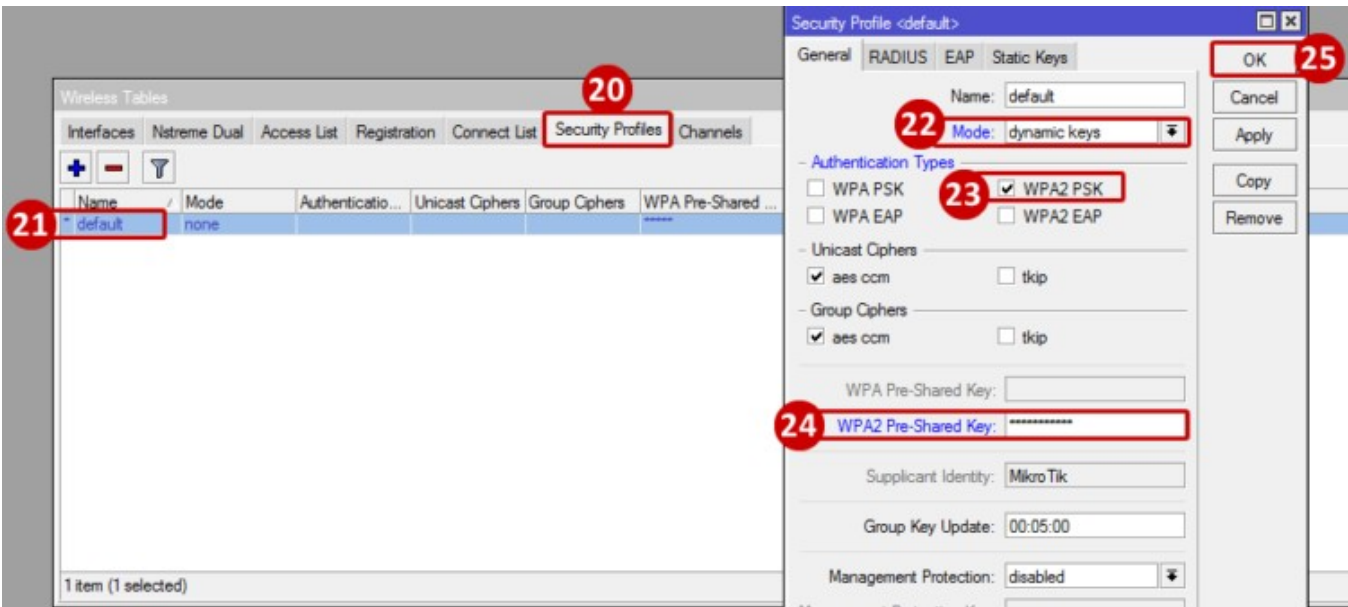 Wireless Tables
20
Interfaces Nstreme Dual Access List Registration Connect List Security Profiles Channels
Name / Mode Authenticatio... Unicast Ciphers Group Ciphers WPA Pre-Shared ...
21 * default none *****
1 item (1 selected)
Security Profile <default>
General RADIUS EAP Static Keys
Name: default
22 Mode: dynamic keys
Authentication Types
WPA PSK 23 WPA2 PSK
WPA EAP WPA2 EAP
Unicast Ciphers
aes ccm tkip
Group Ciphers
aes ccm tkip
WPA Pre-Shared Key:
24 WPA2 Pre-Shared Key: ***********
Supplicant Identity: MikroTik
Group Key Update: 00:05:00
Management Protection: disabled
OK 25
Cancel
Apply
Copy
Remove